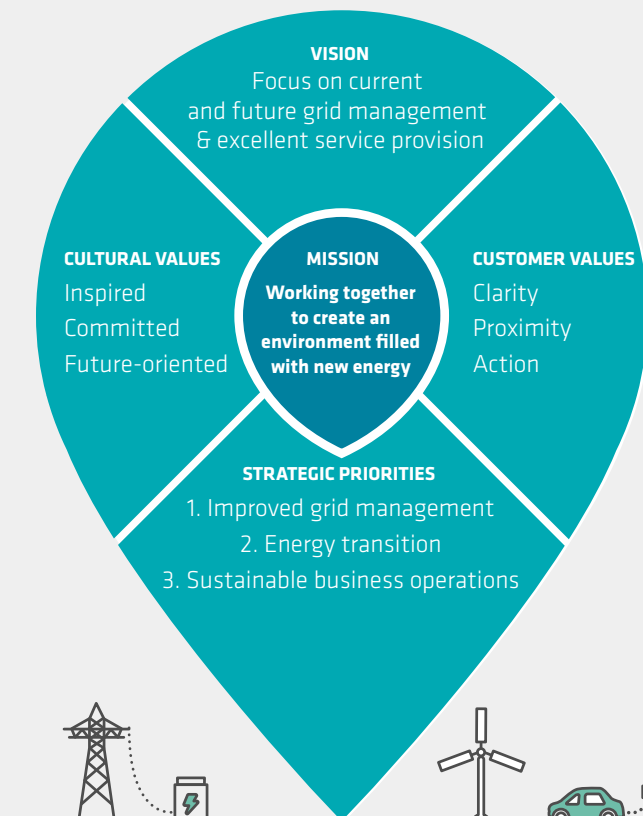 VISION
Focus on current
and future grid management
& excellent service provision
CULTURAL VALUES
Inspired
Committed
Future-oriented
MISSION
Working together
to create an
environment filled
with new energy
CUSTOMER VALUES
Clarity
Proximity
Action
STRATEGIC PRIORITIES
1. Improved grid management
2. Energy transition
3. Sustainable business operations